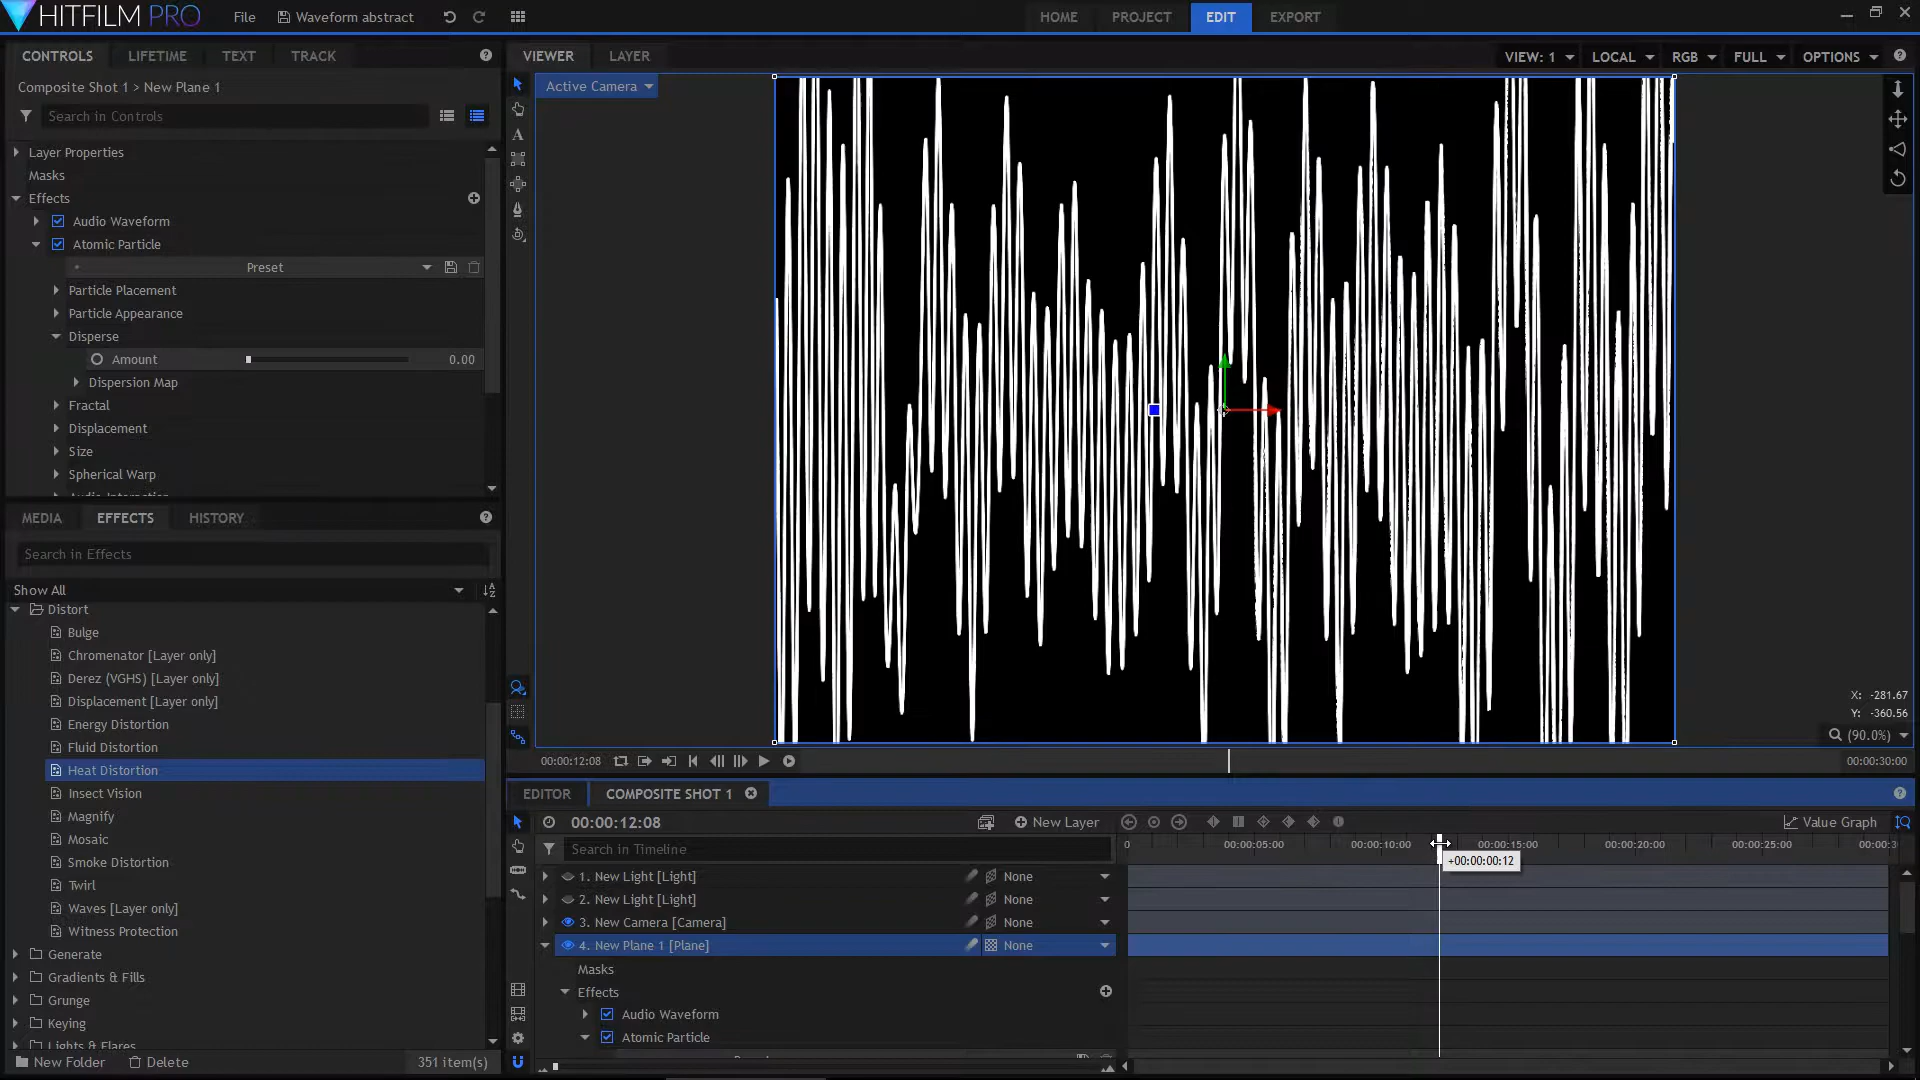 HITFILM PRO
File
Waveform abstract
HOME
PROJECT
EDIT
EXPORT
CONTROLS
LIFETIME
TEXT
TRACK
Composite Shot 1 > New Plane 1
Search in Controls
Layer Properties
Masks
Effects
Audio Waveform
Atomic Particle
Preset
Particle Placement
Particle Appearance
Disperse
Amount 0.00
Dispersion Map
Fractal
Displacement
Size
Spherical Warp
Audio Interaction
MEDIA
EFFECTS
HISTORY
Search in Effects
Show All
Distort
Bulge
Chromenator [Layer only]
Derez (VGHS) [Layer only]
Displacement [Layer only]
Energy Distortion
Fluid Distortion
Heat Distortion
Insect Vision
Magnify
Mosaic
Smoke Distortion
Twirl
Waves [Layer only]
Witness Protection
Generate
Gradients & Fills
Grunge
Keying
Lights & Flares
New Folder
Delete
351 item(s)
VIEWER
LAYER
VIEW: 1
LOCAL
RGB
FULL
OPTIONS
Active Camera
X: -281.67
Y: -360.56
(90.0%)
00:00:12:08
00:00:30:00
EDITOR
COMPOSITE SHOT 1
00:00:12:08
New Layer
Value Graph
Search in Timeline
0
00:00:05:00
00:00:10:00
00:00:15:00
00:00:20:00
00:00:25:00
00:00:3
+00:00:00:12
1. New Light [Light] None
2. New Light [Light] None
3. New Camera [Camera] None
4. New Plane 1 [Plane] None
Masks
Effects
Audio Waveform
Atomic Particle